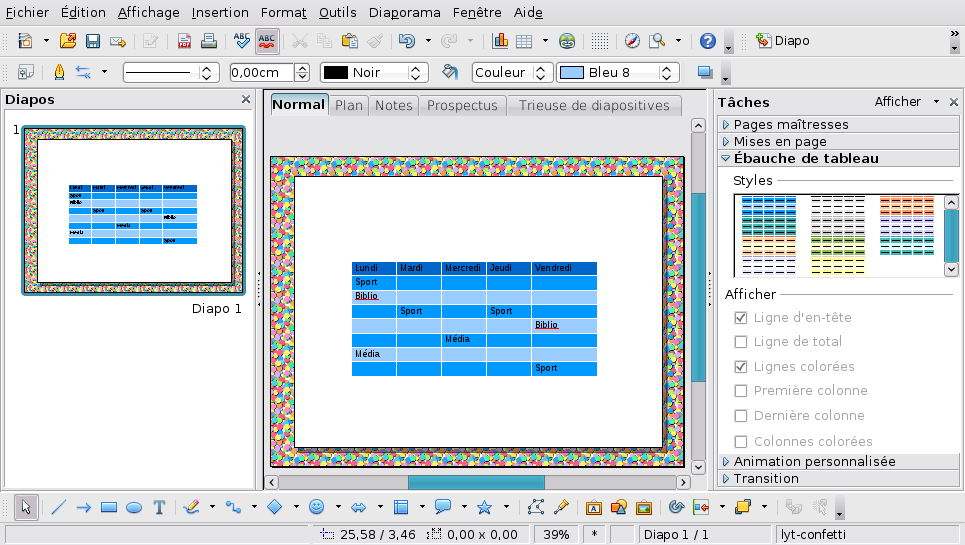 Fichier Édition Affichage Insertion Format Outils Diaporama Fenêtre Aide
Diapo
0,00cm Noir Couleur Bleu 8
Diapos
1
Diapo 1
Normal Plan Notes Prospectus Trieuse de diapositives
Lundi Mardi Mercredi Jeudi Vendredi
Sport
Biblio
Sport Sport
Biblio
Média
Média
Sport
Tâches Afficher
Pages maîtresses
Mises en page
Ébauche de tableau
Styles
Afficher
Ligne d'en-tête
Ligne de total
Lignes colorées
Première colonne
Dernière colonne
Colonnes colorées
Animation personnalisée
Transition
25,58 / 3,46 0,00 x 0,00 39% * Diapo 1 / 1 lyt-confetti